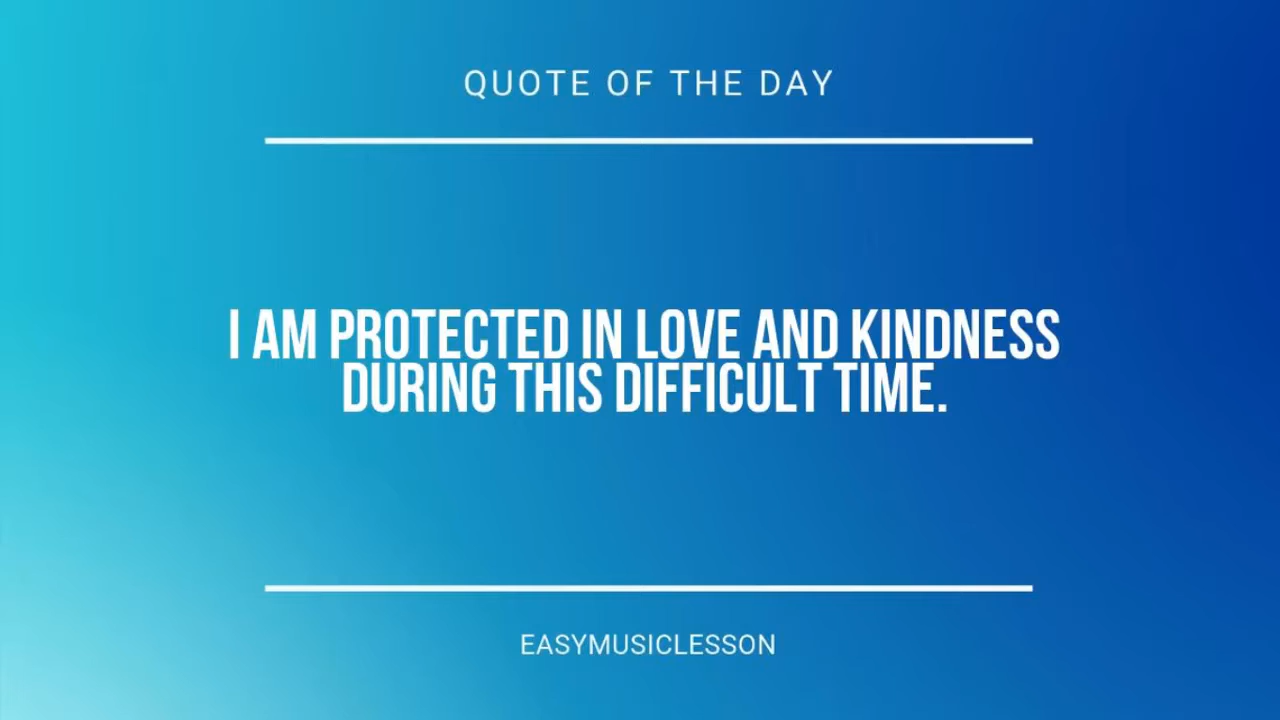 QUOTE OF THE DAY
I AM PROTECTED IN LOVE AND KINDNESS
DURING THIS DIFFICULT TIME.
EASYMUSICLESSON